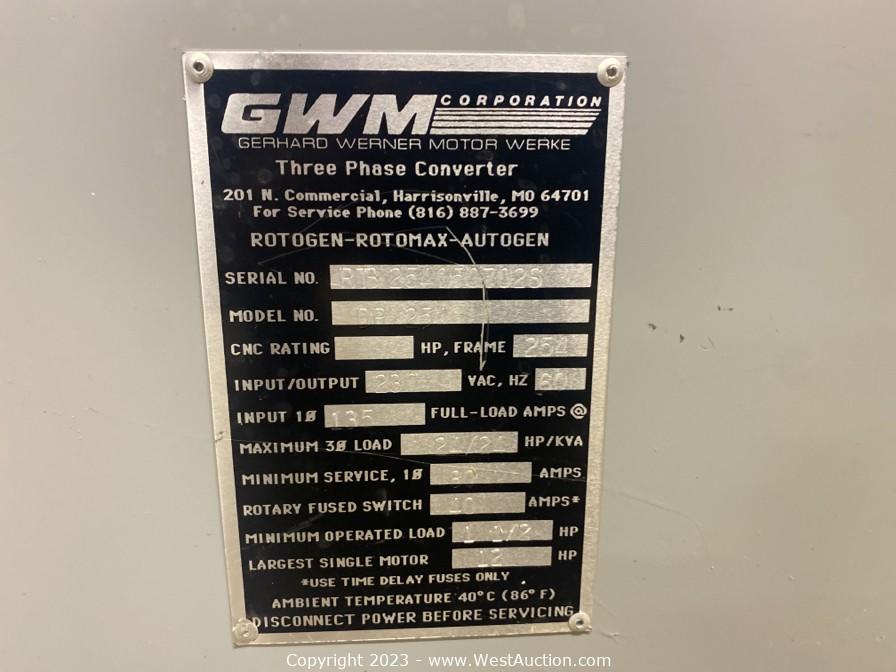 GWM CORPORATION
GERHARD WERNER MOTOR WERKE
Three Phase Converter
201 N. Commercial, Harrisonville, MO 64701
For Service Phone (816) 887-3699
ROTOGEN-ROTOMAX-AUTOGEN
SERIAL NO.
MODEL NO.
CNC RATING HP, FRAME
INPUT/OUTPUT VAC, HZ 60
INPUT 1Ø 135 FULL-LOAD AMPS @
MAXIMUM 3Ø LOAD HP/KVA
MINIMUM SERVICE, 1Ø AMPS
ROTARY FUSED SWITCH AMPS*
MINIMUM OPERATED LOAD 1 1/2 HP
LARGEST SINGLE MOTOR 12 HP
*USE TIME DELAY FUSES ONLY
AMBIENT TEMPERATURE 40°C (86° F)
DISCONNECT POWER BEFORE SERVICING
Copyright 2023 - www.WestAuction.com